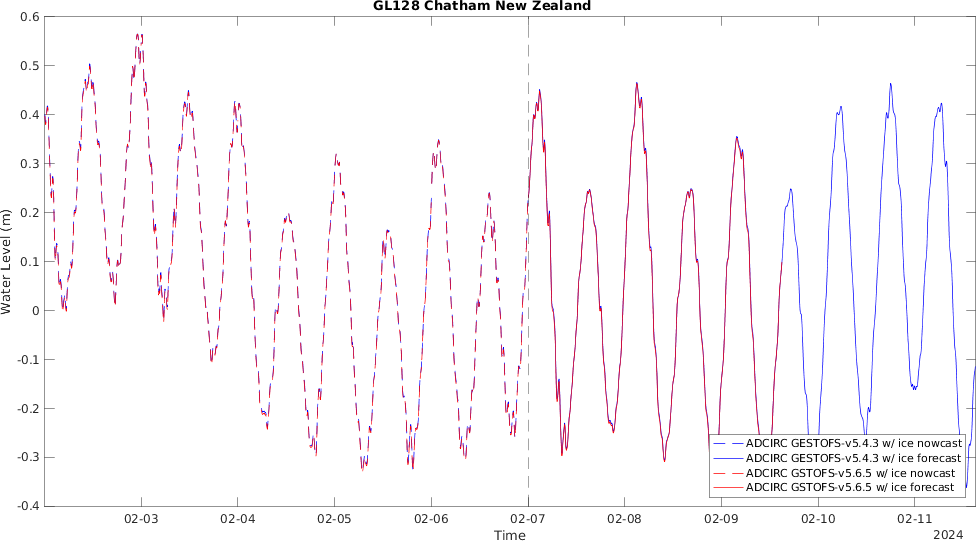 GL128 Chatham New Zealand
0.6
0.5
0.4
0.3
0.2
0.1
0
-0.1
-0.2
-0.3
-0.4
Water Level (m)
ADCIRC GESTOFS-v5.4.3 w/ ice nowcast
ADCIRC GESTOFS-v5.4.3 w/ ice forecast
ADCIRC GSTOFS-v5.6.5 w/ ice nowcast
ADCIRC GSTOFS-v5.6.5 w/ ice forecast
02-03 02-04 02-05 02-06 02-07 02-08 02-09 02-10 02-11
Time
2024